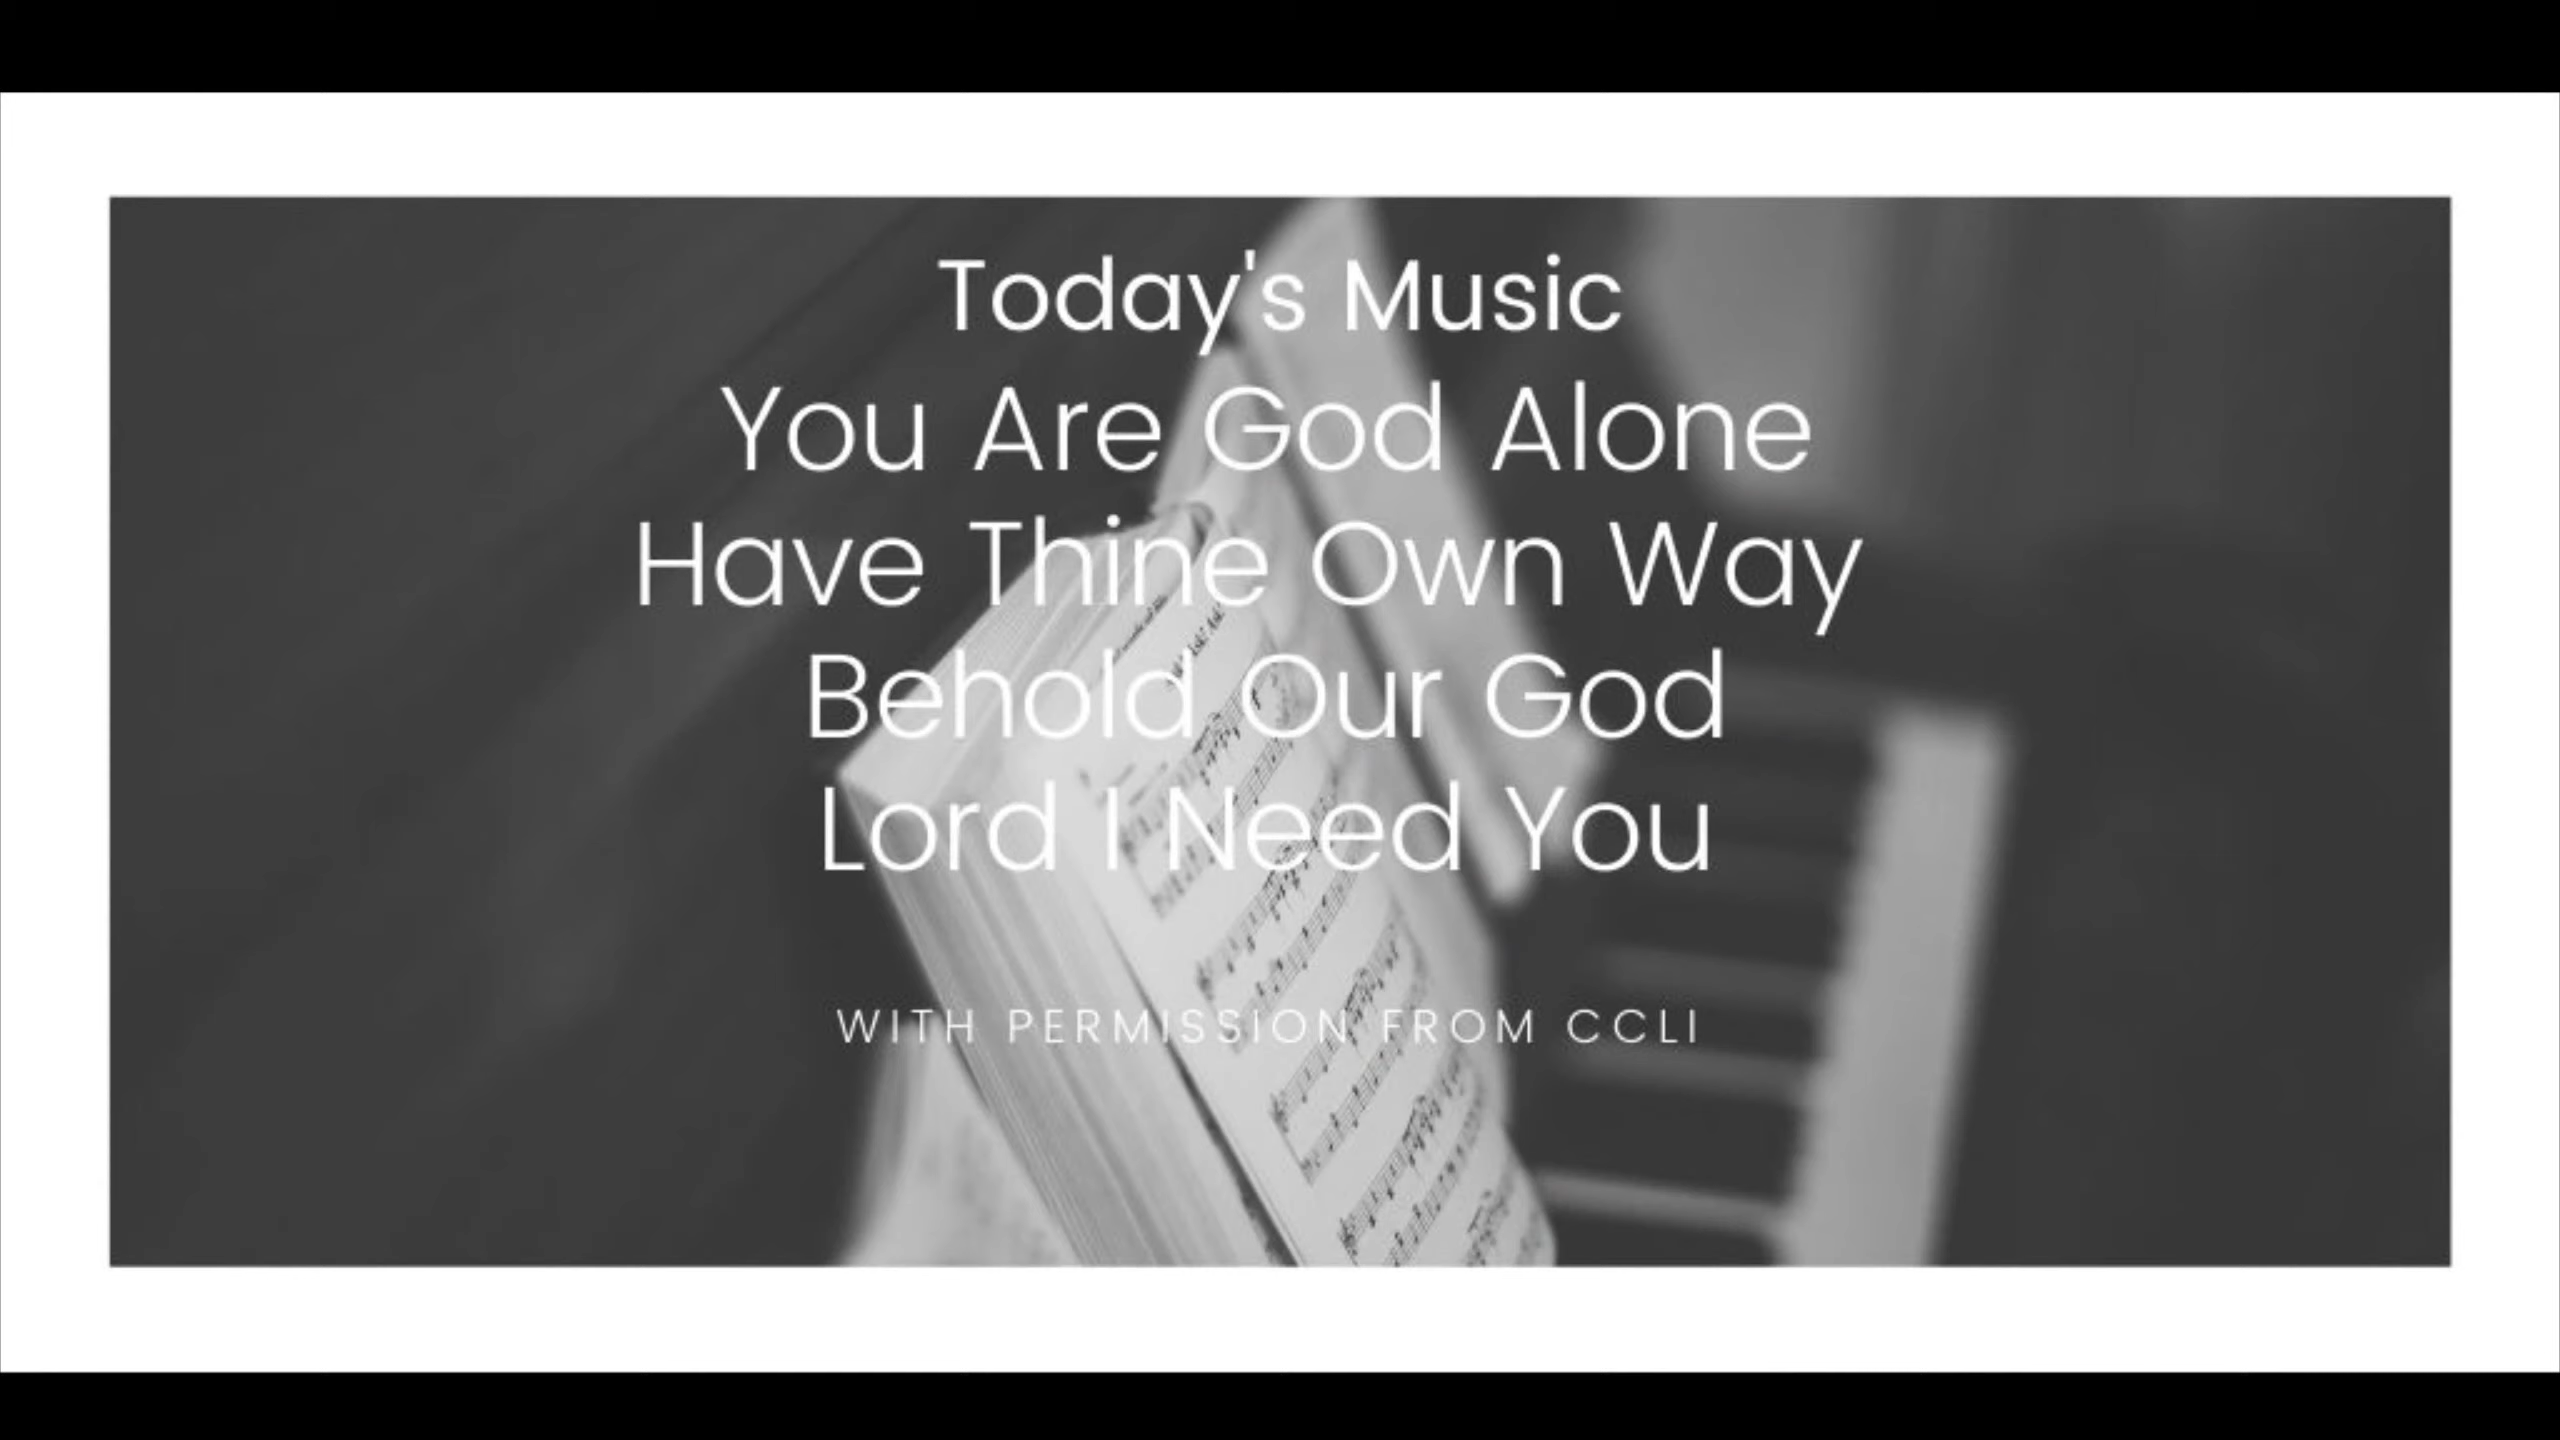 Today's Music
You Are God Alone
Have Thine Own Way
Behold Our God
Lord I Need You
WITH PERMISSION FROM CCLI